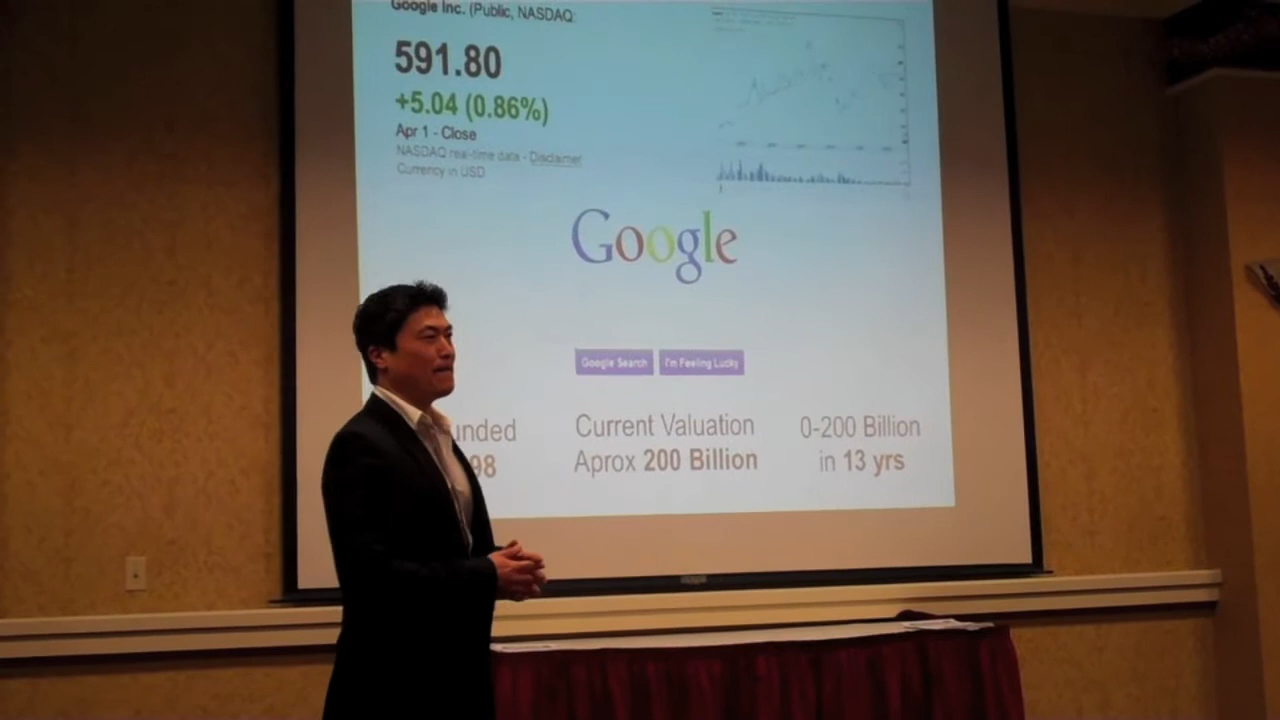 Google Inc. (Public, NASDAQ:
591.80
+5.04 (0.86%)
Apr 1 - Close
NASDAQ real-time data - Disclaimer
Currency in USD
Google
Google Search
I'm Feeling Lucky
unded
98
Current Valuation
Aprox 200 Billion
0-200 Billion
in 13 yrs